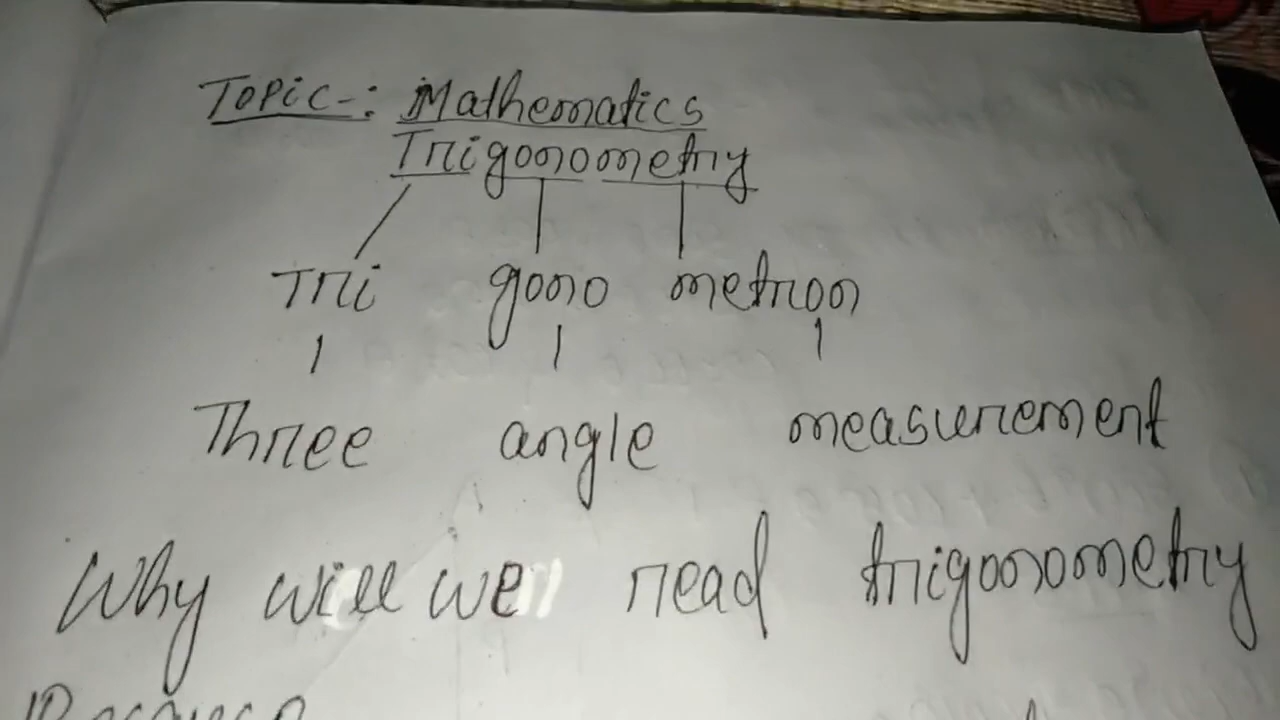 Topic-: Mathematics
Trigonometry
Tri gono metron
Three angle measurement
Why will we read trigonometry